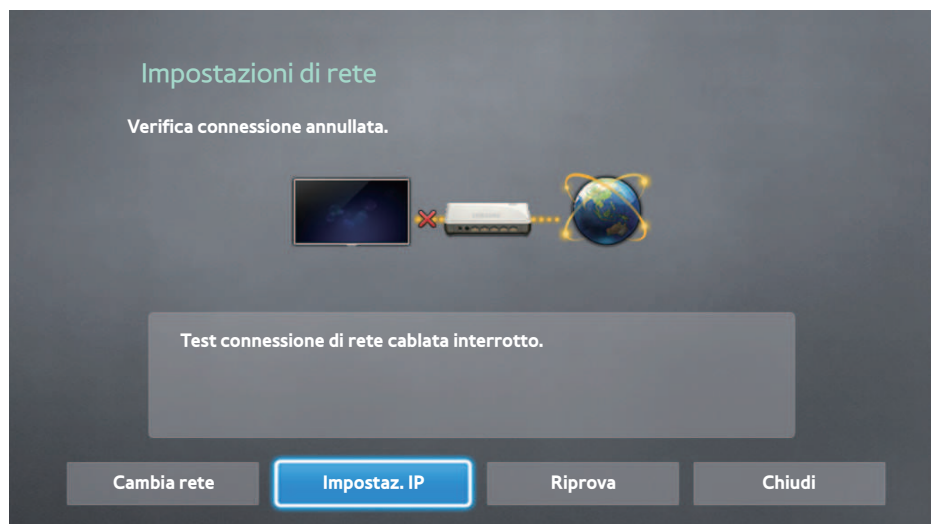 Impostazioni di rete
Verifica connessione annullata.
Test connessione di rete cablata interrotto.
Cambia rete
Impostaz. IP
Riprova
Chiudi